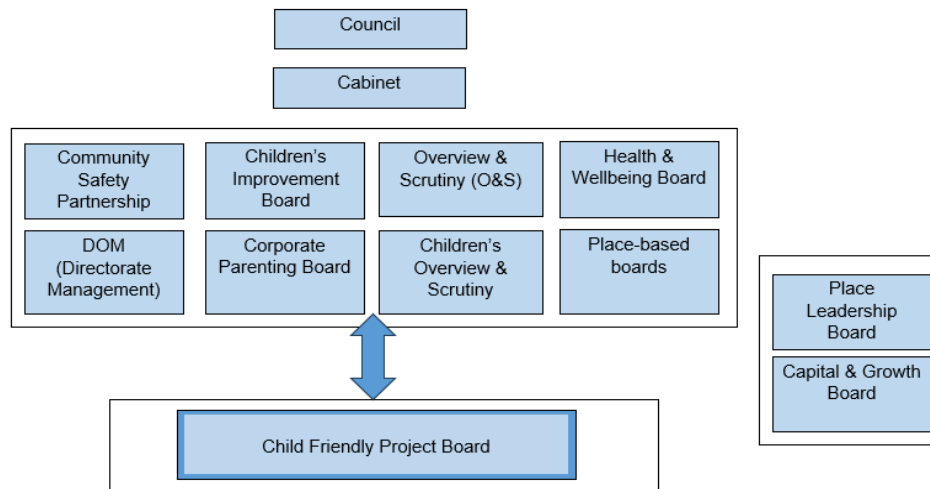 Council
Cabinet
Community
Safety
Partnership
Children’s
Improvement
Board
Overview &
Scrutiny (O&S)
Health &
Wellbeing Board
DOM
(Directorate
Management)
Corporate
Parenting Board
Children’s
Overview &
Scrutiny
Place-based
boards
Place
Leadership
Board
Capital & Growth
Board
Child Friendly Project Board